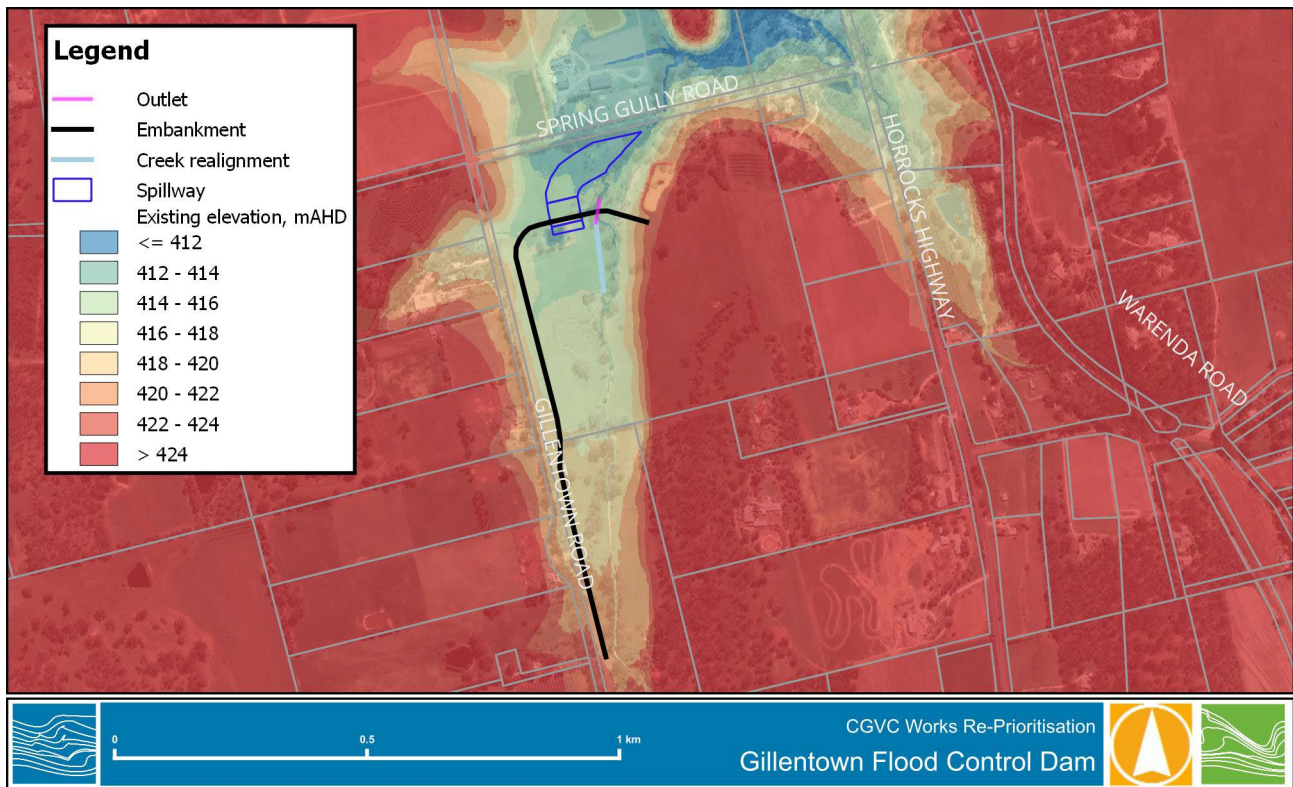 Legend
Outlet
Embankment
Creek realignment
Spillway
Existing elevation, mAHD
<= 412
412 - 414
414 - 416
416 - 418
418 - 420
420 - 422
422 - 424
> 424
SPRING GULLY ROAD
HORROCKS HIGHWAY
WARENDA ROAD
GILLENTOWN ROAD
0 0.5 1 km
CGVC Works Re-Prioritisation
Gillentown Flood Control Dam